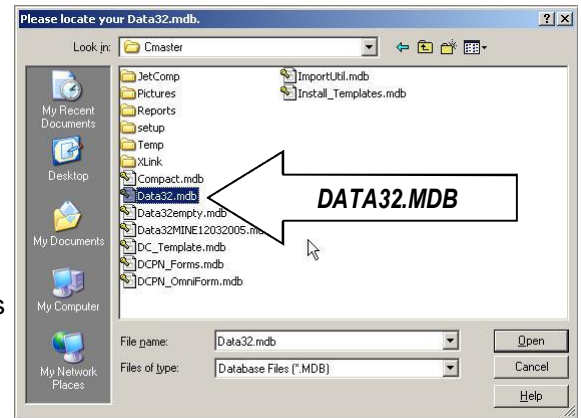 Please locate your Data32.mdb.
Look in: Cmaster
My Recent Documents
Desktop
My Documents
My Computer
My Network Places
JetComp
Pictures
Reports
setup
Temp
XLink
Compact.mdb
Data32.mdb
Data32empty.mdb
Data32MINE12032005.m
DC_Template.mdb
DCPN_Forms.mdb
DCPN_OmniForm.mdb
ImportUtil.mdb
Install_Templates.mdb
DATA32.MDB
s
File name: Data32.mdb Open
Files of type: Database Files (*.MDB) Cancel
Help